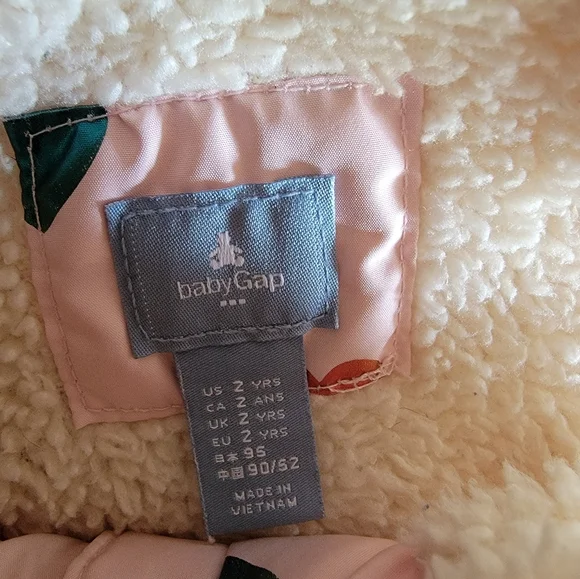 babyGap
US 2 YRS
CA 2 ANS
UK 2 YRS
EU 2 YRS
日本 95
中国 90/52
MADE IN
VIETNAM